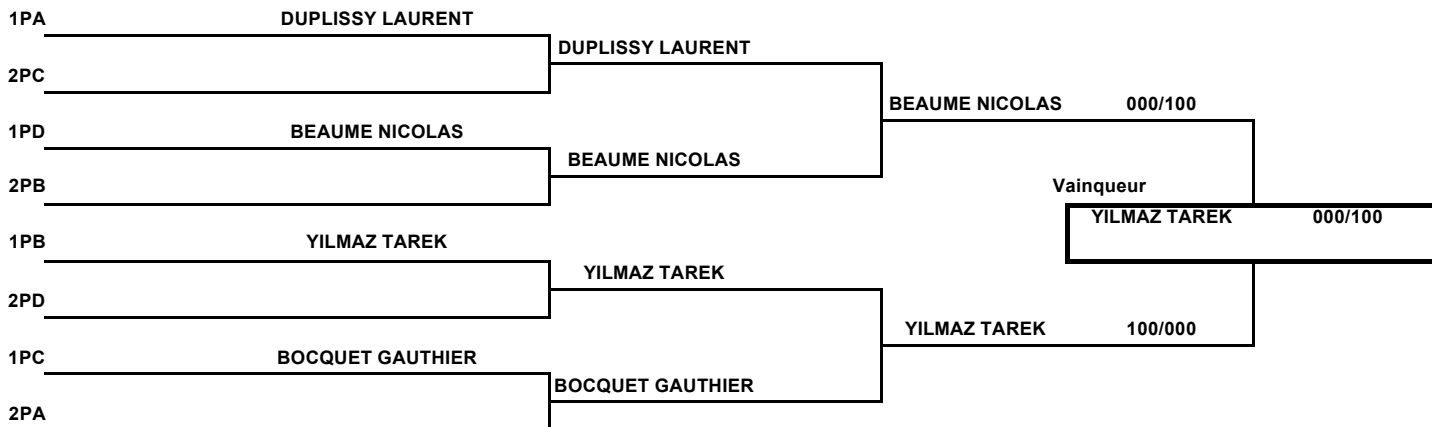 1PA DUPLISSY LAURENT
DUPLISSY LAURENT
2PC
BEAUME NICOLAS 000/100
1PD BEAUME NICOLAS
BEAUME NICOLAS
2PB
Vainqueur
YILMAZ TAREK 000/100
1PB YILMAZ TAREK
YILMAZ TAREK
2PD
YILMAZ TAREK 100/000
1PC BOCQUET GAUTHIER
BOCQUET GAUTHIER
2PA